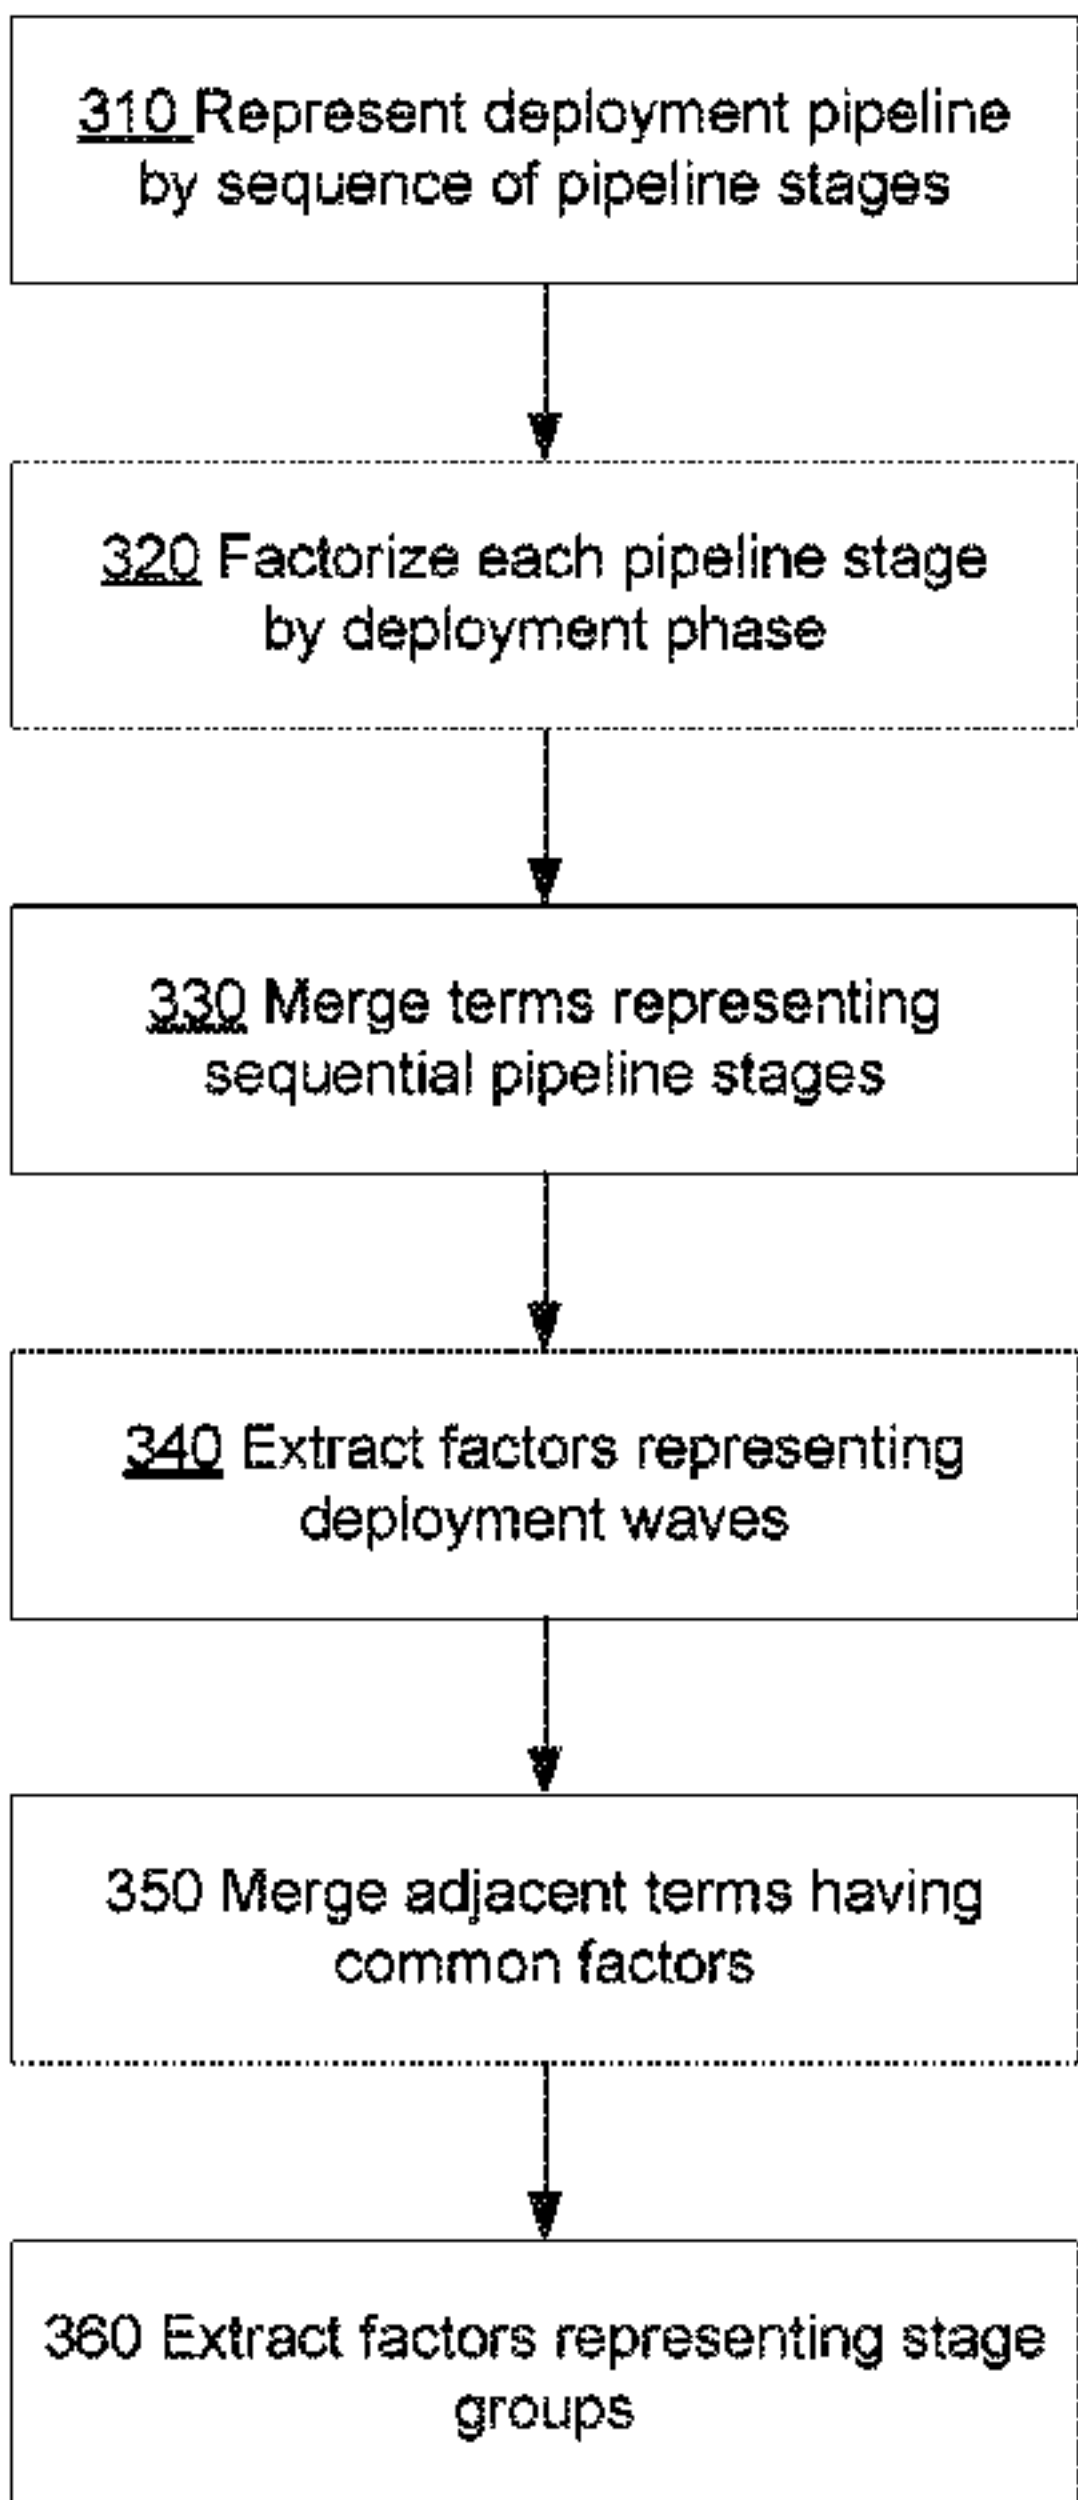 310 Represent deployment pipeline
by sequence of pipeline stages
320 Factorize each pipeline stage
by deployment phase
330 Merge terms representing
sequential pipeline stages
340 Extract factors representing
deployment waves
350 Merge adjacent terms having
common factors
360 Extract factors representing stage
groups